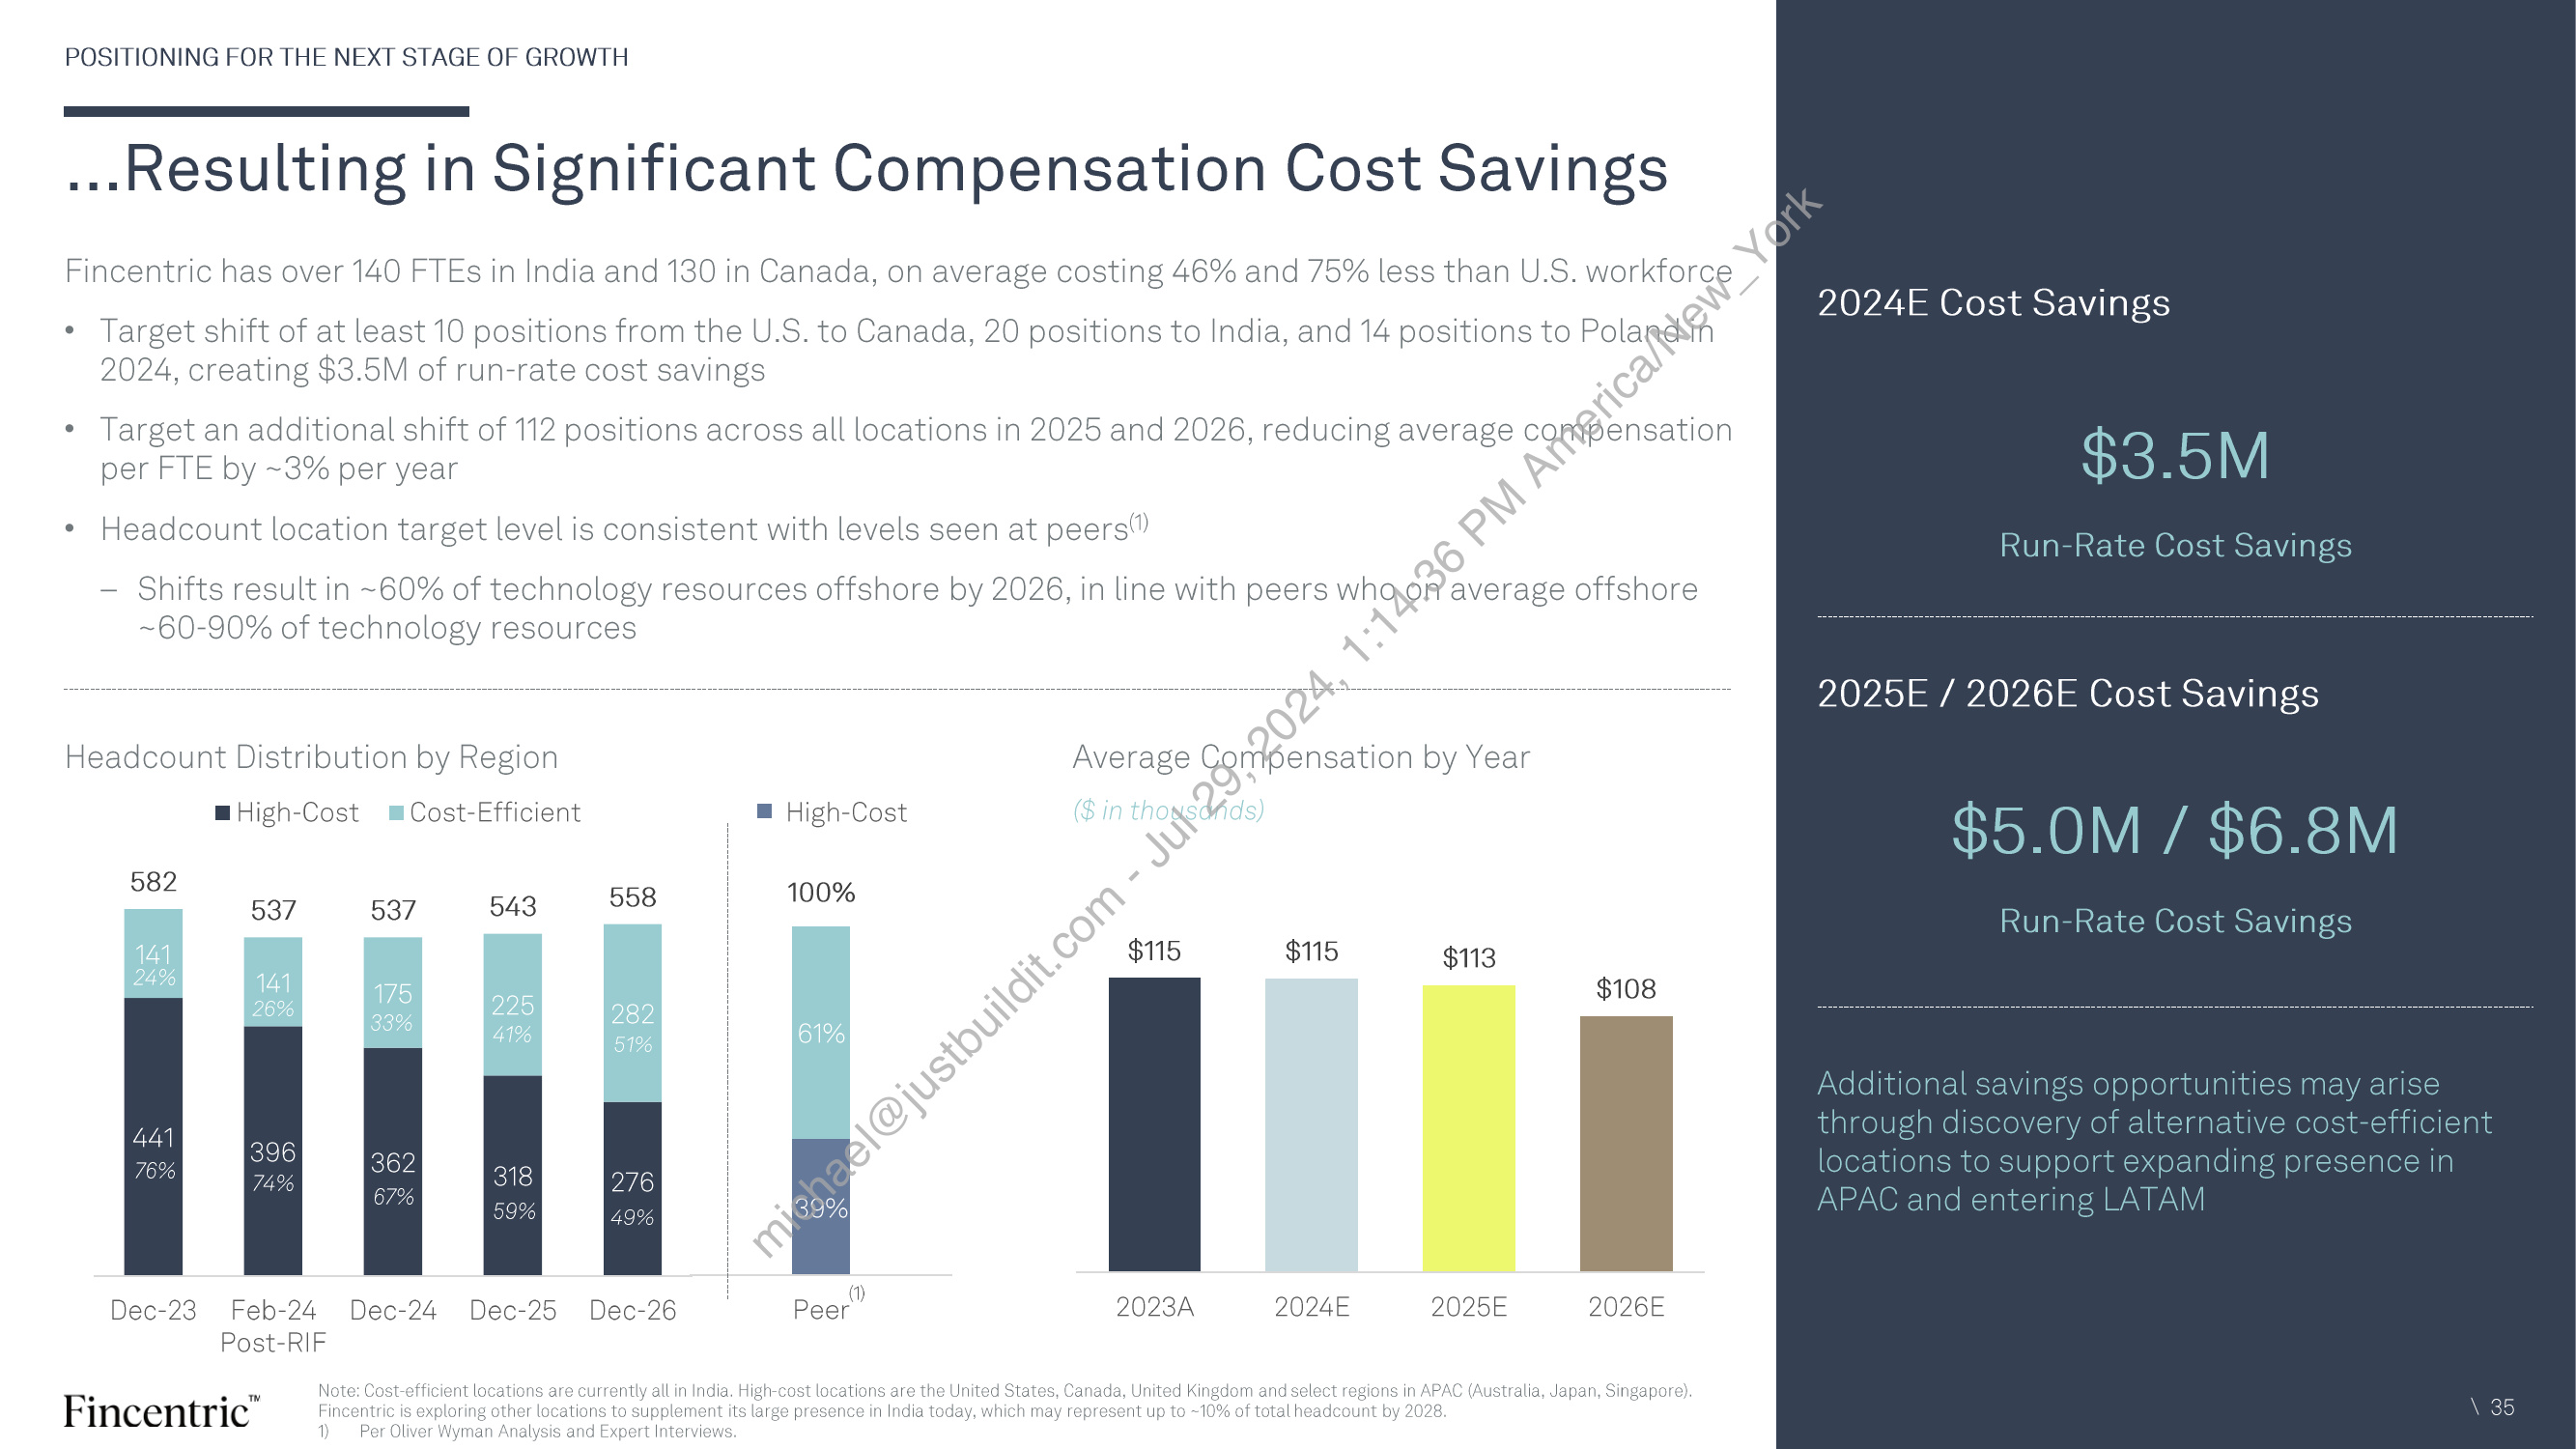 POSITIONING FOR THE NEXT STAGE OF GROWTH
...Resulting in Significant Compensation Cost Savings
Fincentric has over 140 FTEs in India and 130 in Canada, on average costing 46% and 75% less than U.S. workforce
• Target shift of at least 10 positions from the U.S. to Canada, 20 positions to India, and 14 positions to Poland in
2024, creating $3.5M of run-rate cost savings
• Target an additional shift of 112 positions across all locations in 2025 and 2026, reducing average compensation
per FTE by ~3% per year
• Headcount location target level is consistent with levels seen at peers(1)
– Shifts result in ~60% of technology resources offshore by 2026, in line with peers who on average offshore
~60-90% of technology resources
Headcount Distribution by Region
High-Cost Cost-Efficient High-Cost
582 537 537 543 558 100%
141 141 175 225 282 61%
24% 26% 33% 41% 51%
441 396 362 318 276 39%
76% 74% 67% 59% 49%
Dec-23 Feb-24 Dec-24 Dec-25 Dec-26 Peer(1)
Post-RIF
Average Compensation by Year
($ in thousands)
$115 $115 $113 $108
2023A 2024E 2025E 2026E
2024E Cost Savings
$3.5M
Run-Rate Cost Savings
2025E / 2026E Cost Savings
$5.0M / $6.8M
Run-Rate Cost Savings
Additional savings opportunities may arise
through discovery of alternative cost-efficient
locations to support expanding presence in
APAC and entering LATAM
michael@justbuildit.com - Jul 29, 2024, 1:14:36 PM America/New_York
Fincentric™
Note: Cost-efficient locations are currently all in India. High-cost locations are the United States, Canada, United Kingdom and select regions in APAC (Australia, Japan, Singapore).
Fincentric is exploring other locations to supplement its large presence in India today, which may represent up to ~10% of total headcount by 2028.
1) Per Oliver Wyman Analysis and Expert Interviews.
\ 35